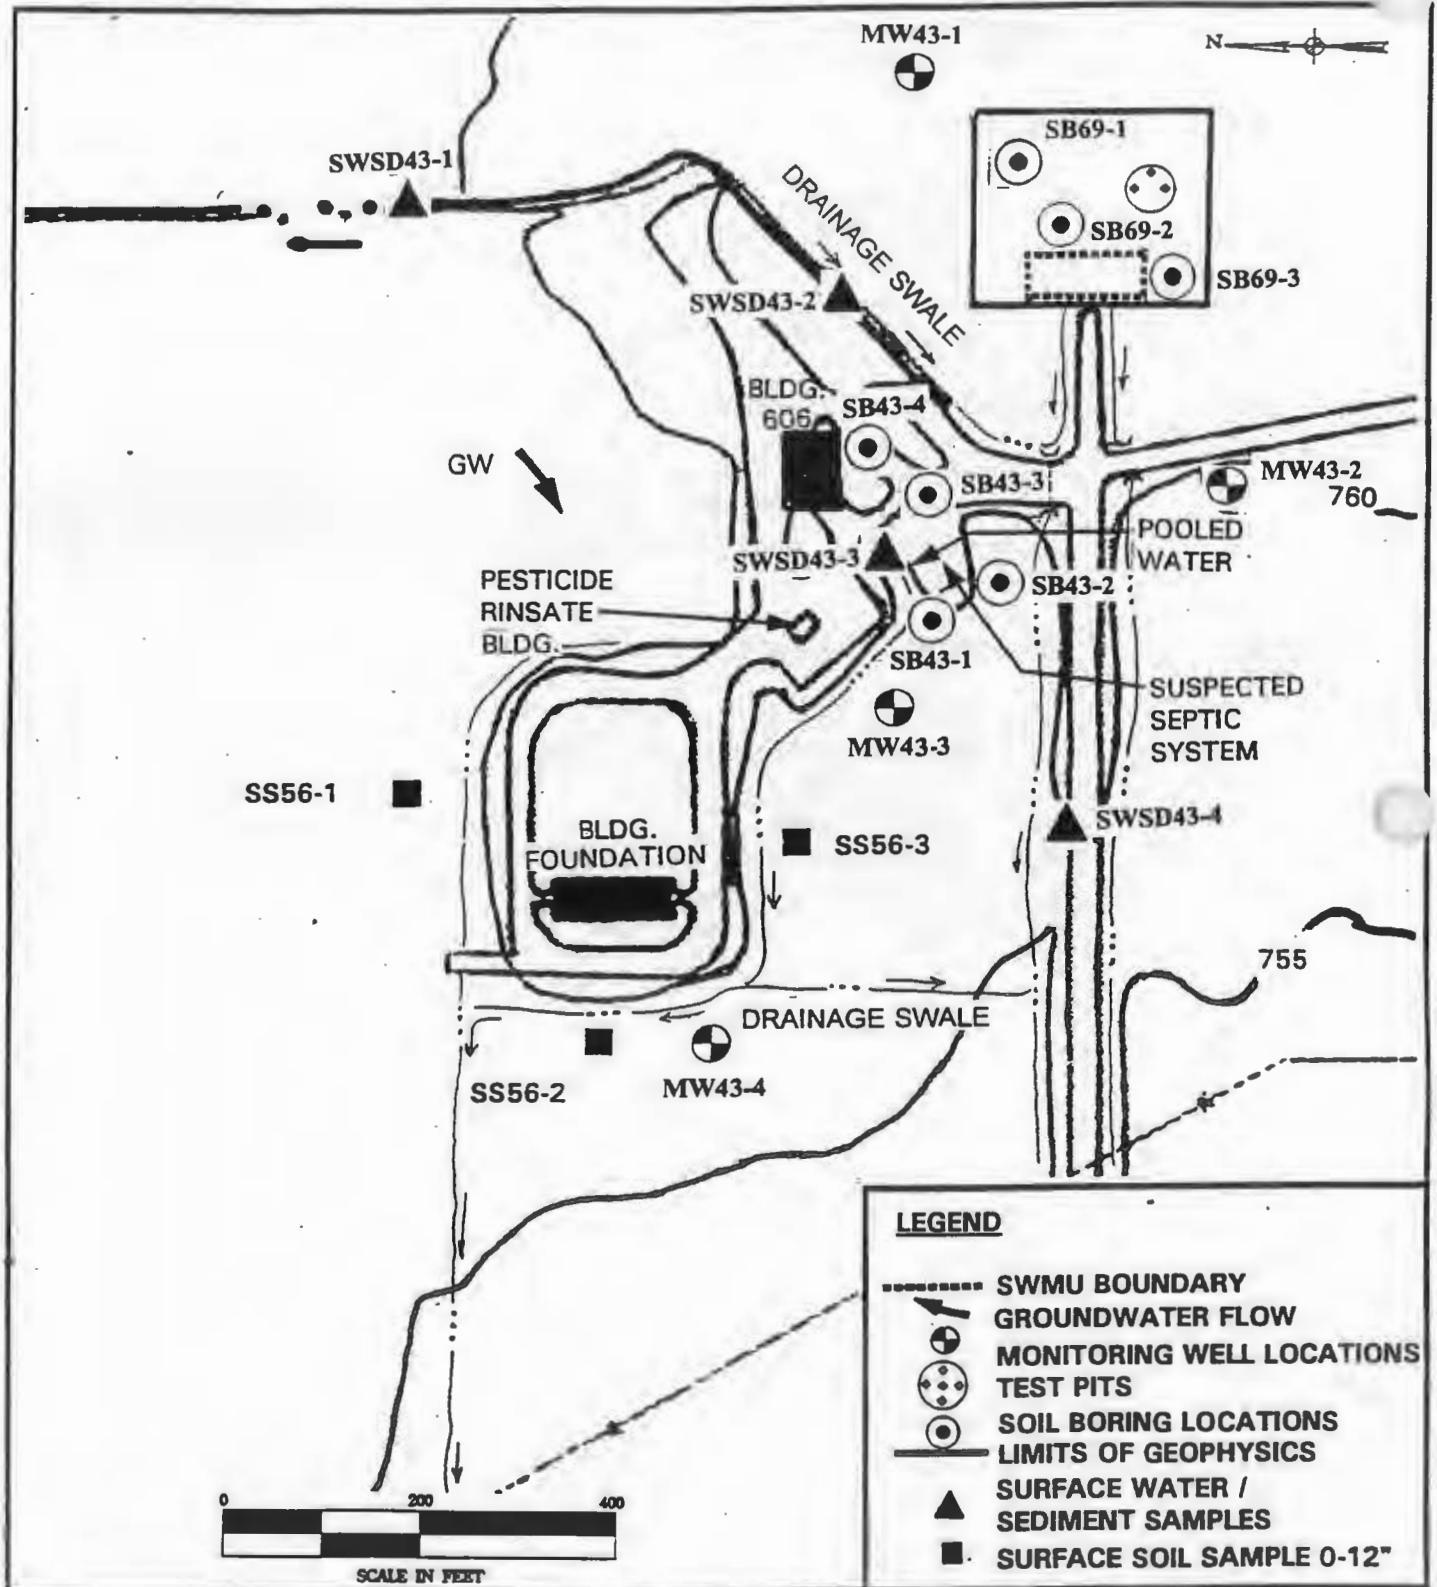 MW43-1
N
SB69-1
SWSD43-1
DRAINAGE SWALE
SB69-2
SB69-3
SWSD43-2
BLDG.
606
SB43-4
GW
MW43-2
SB43-3
760
POOLED
WATER
SWSD43-3
PESTICIDE
RINSATE
BLDG.
SB43-2
SB43-1
SUSPECTED
SEPTIC
SYSTEM
MW43-3
SS56-1
SWSD43-4
BLDG.
FOUNDATION
SS56-3
755
DRAINAGE SWALE
SS56-2
MW43-4
LEGEND
SWMU BOUNDARY
GROUNDWATER FLOW
MONITORING WELL LOCATIONS
TEST PITS
SOIL BORING LOCATIONS
LIMITS OF GEOPHYSICS
SURFACE WATER /
SEDIMENT SAMPLES
SURFACE SOIL SAMPLE 0-12"
0 200 400
SCALE IN FEET